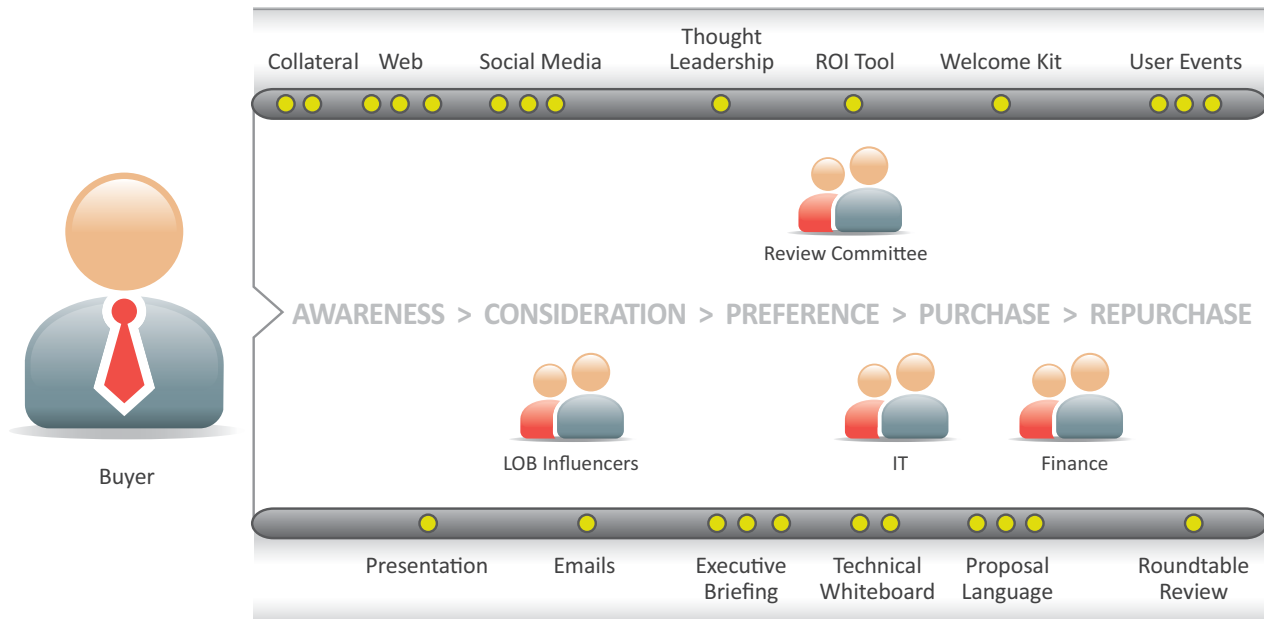 Thought
Collateral Web Social Media Leadership ROI Tool Welcome Kit User Events
Review Committee
AWARENESS > CONSIDERATION > PREFERENCE > PURCHASE > REPURCHASE
LOB Influencers IT Finance
Buyer
Presentation Emails Executive Technical Proposal Roundtable
Briefing Whiteboard Language Review